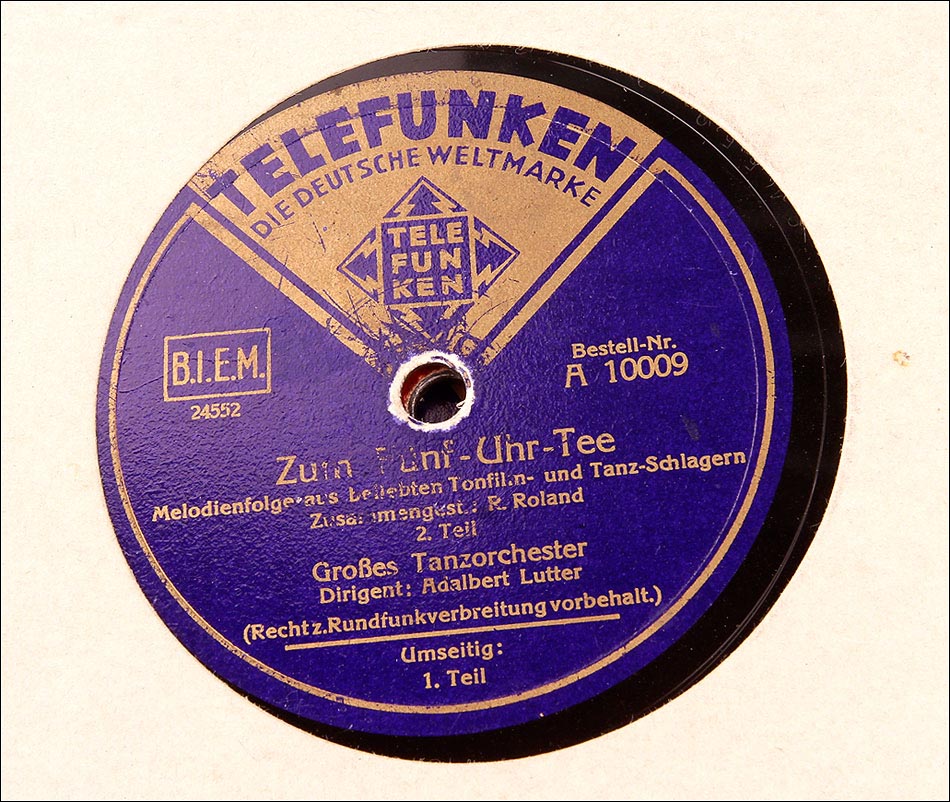 TELEFUNKEN
DIE DEUTSCHE WELTMARKE
TELE
FUN
KEN
B.I.E.M.
24552
Bestell-Nr.
A 10009
Zum Fünf-Uhr-Tee
Melodienfolge aus beliebten Tonfilm- und Tanz-Schlagern
Zusammengest.: R. Roland
2. Teil
Großes Tanzorchester
Dirigent: Adalbert Lutter
(Recht z. Rundfunkverbreitung vorbehalt.)
Umseitig:
1. Teil